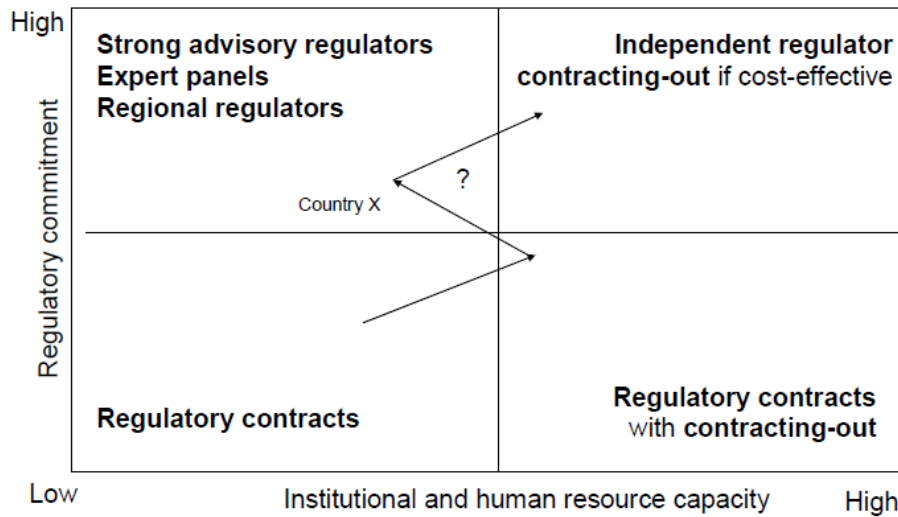 High
Strong advisory regulators
Expert panels
Regional regulators
Independent regulator
contracting-out if cost-effective
Regulatory commitment
?
Country X
Regulatory contracts
Regulatory contracts
with contracting-out
Low
Institutional and human resource capacity
High